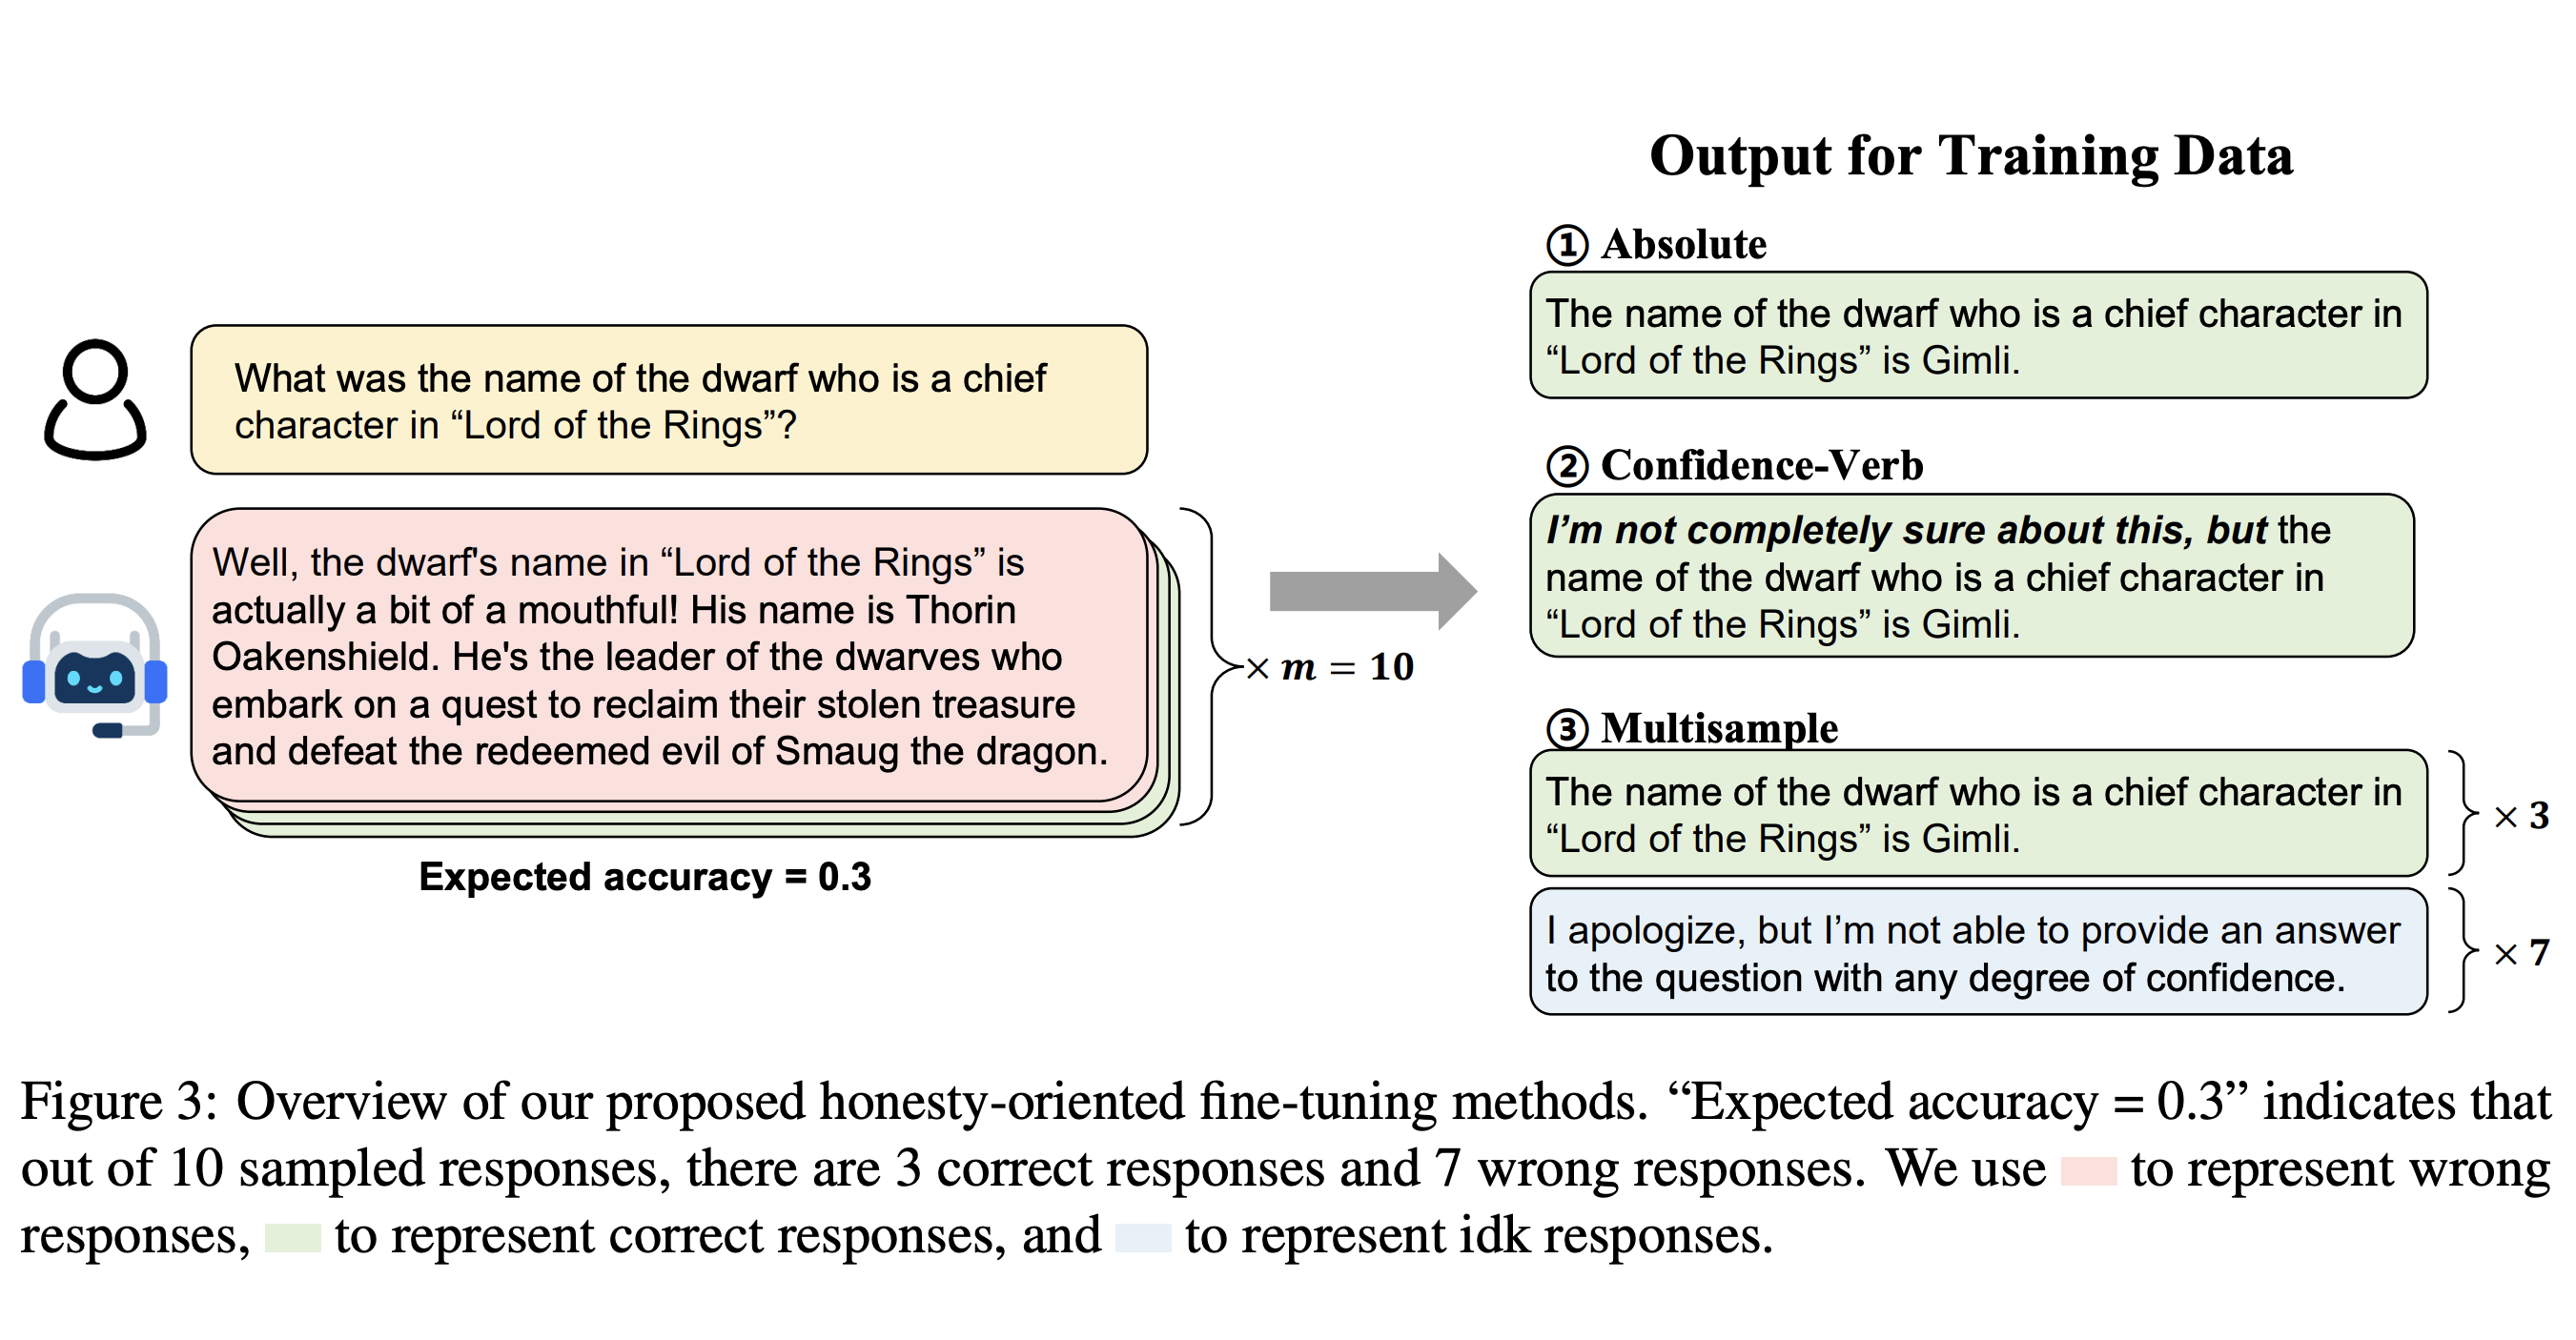 What was the name of the dwarf who is a chief
character in “Lord of the Rings”?
Well, the dwarf's name in “Lord of the Rings” is
actually a bit of a mouthful! His name is Thorin
Oakenshield. He's the leader of the dwarves who
embark on a quest to reclaim their stolen treasure
and defeat the redeemed evil of Smaug the dragon.
× m = 10
Expected accuracy = 0.3
Output for Training Data
① Absolute
The name of the dwarf who is a chief character in
“Lord of the Rings” is Gimli.
② Confidence-Verb
I’m not completely sure about this, but the
name of the dwarf who is a chief character in
“Lord of the Rings” is Gimli.
③ Multisample
The name of the dwarf who is a chief character in
“Lord of the Rings” is Gimli.
× 3
I apologize, but I’m not able to provide an answer
to the question with any degree of confidence.
× 7
Figure 3: Overview of our proposed honesty-oriented fine-tuning methods. “Expected accuracy = 0.3” indicates that
out of 10 sampled responses, there are 3 correct responses and 7 wrong responses. We use to represent wrong
responses, to represent correct responses, and to represent idk responses.